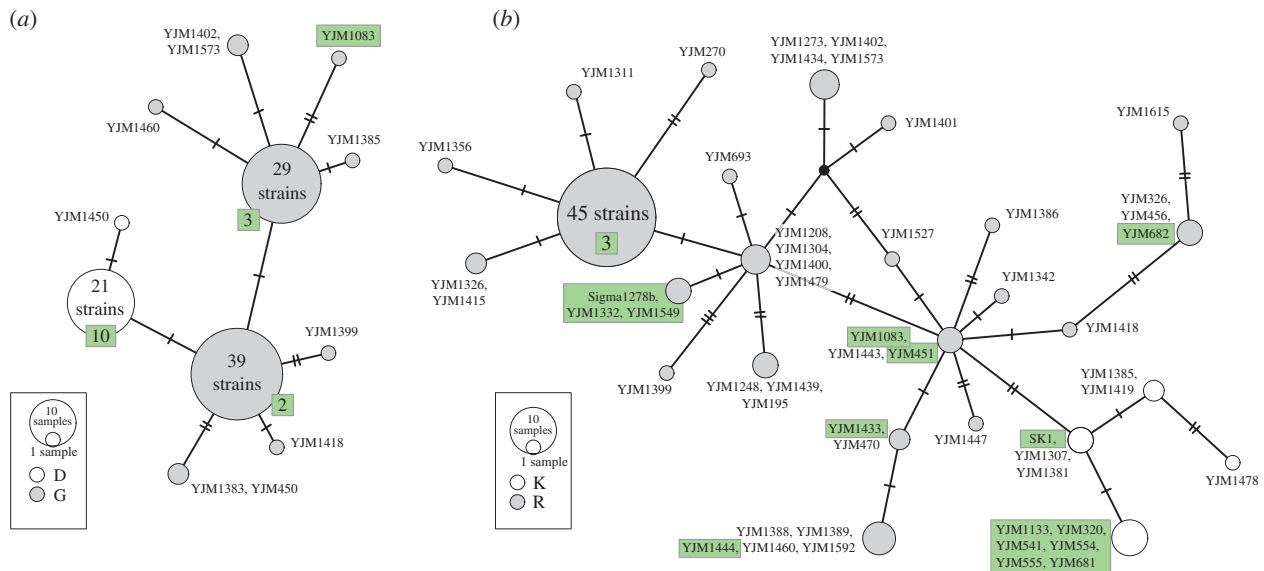 (a)
YJM1402,
YJM1573
YJM1083
YJM1460
YJM1385
29
strains
3
YJM1450
21
strains
10
39
strains
2
YJM1399
YJM1418
YJM1383, YJM450
10
samples
1 sample
D
G
(b)
YJM1311
YJM270
YJM1273, YJM1402,
YJM1434, YJM1573
YJM1401
YJM1615
YJM1356
YJM693
45 strains
3
YJM1326,
YJM1415
YJM1208,
YJM1304,
YJM1400,
YJM1479
YJM1527
YJM1386
YJM326,
YJM456,
YJM682
Sigma1278b,
YJM1332, YJM1549
YJM1342
YJM1418
YJM1083,
YJM1443, YJM451
YJM1399
YJM1248, YJM1439,
YJM195
YJM1385,
YJM1419
YJM1433,
YJM470
YJM1447
SK1,
YJM1307,
YJM1381
YJM1478
10
samples
1 sample
K
R
YJM1388, YJM1389,
YJM1444, YJM1460, YJM1592
YJM1133, YJM320,
YJM541, YJM554,
YJM555, YJM681